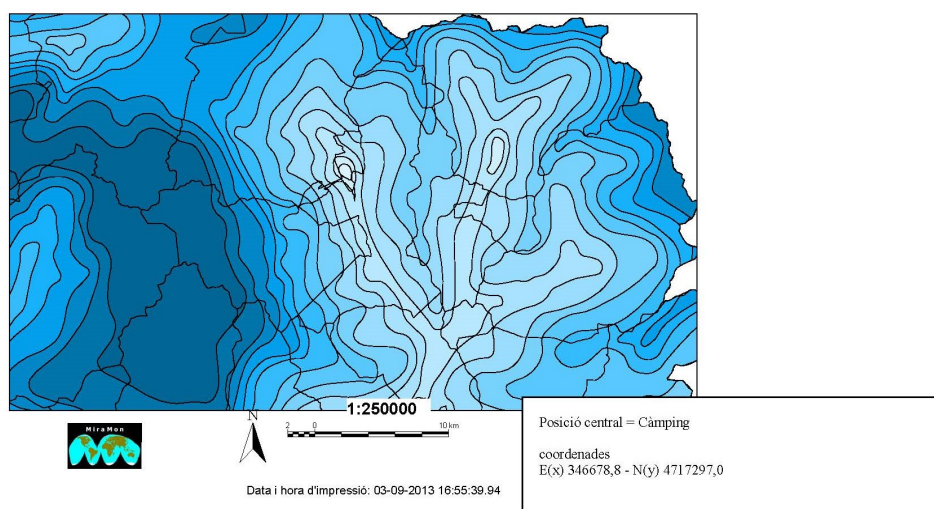 1:250000
MiraMon
N
2 0 10 km
Posició central = Càmping
coordenades
E(x) 346678,8 - N(y) 4717297,0
Data i hora d'impressió: 03-09-2013 16:55:39.94